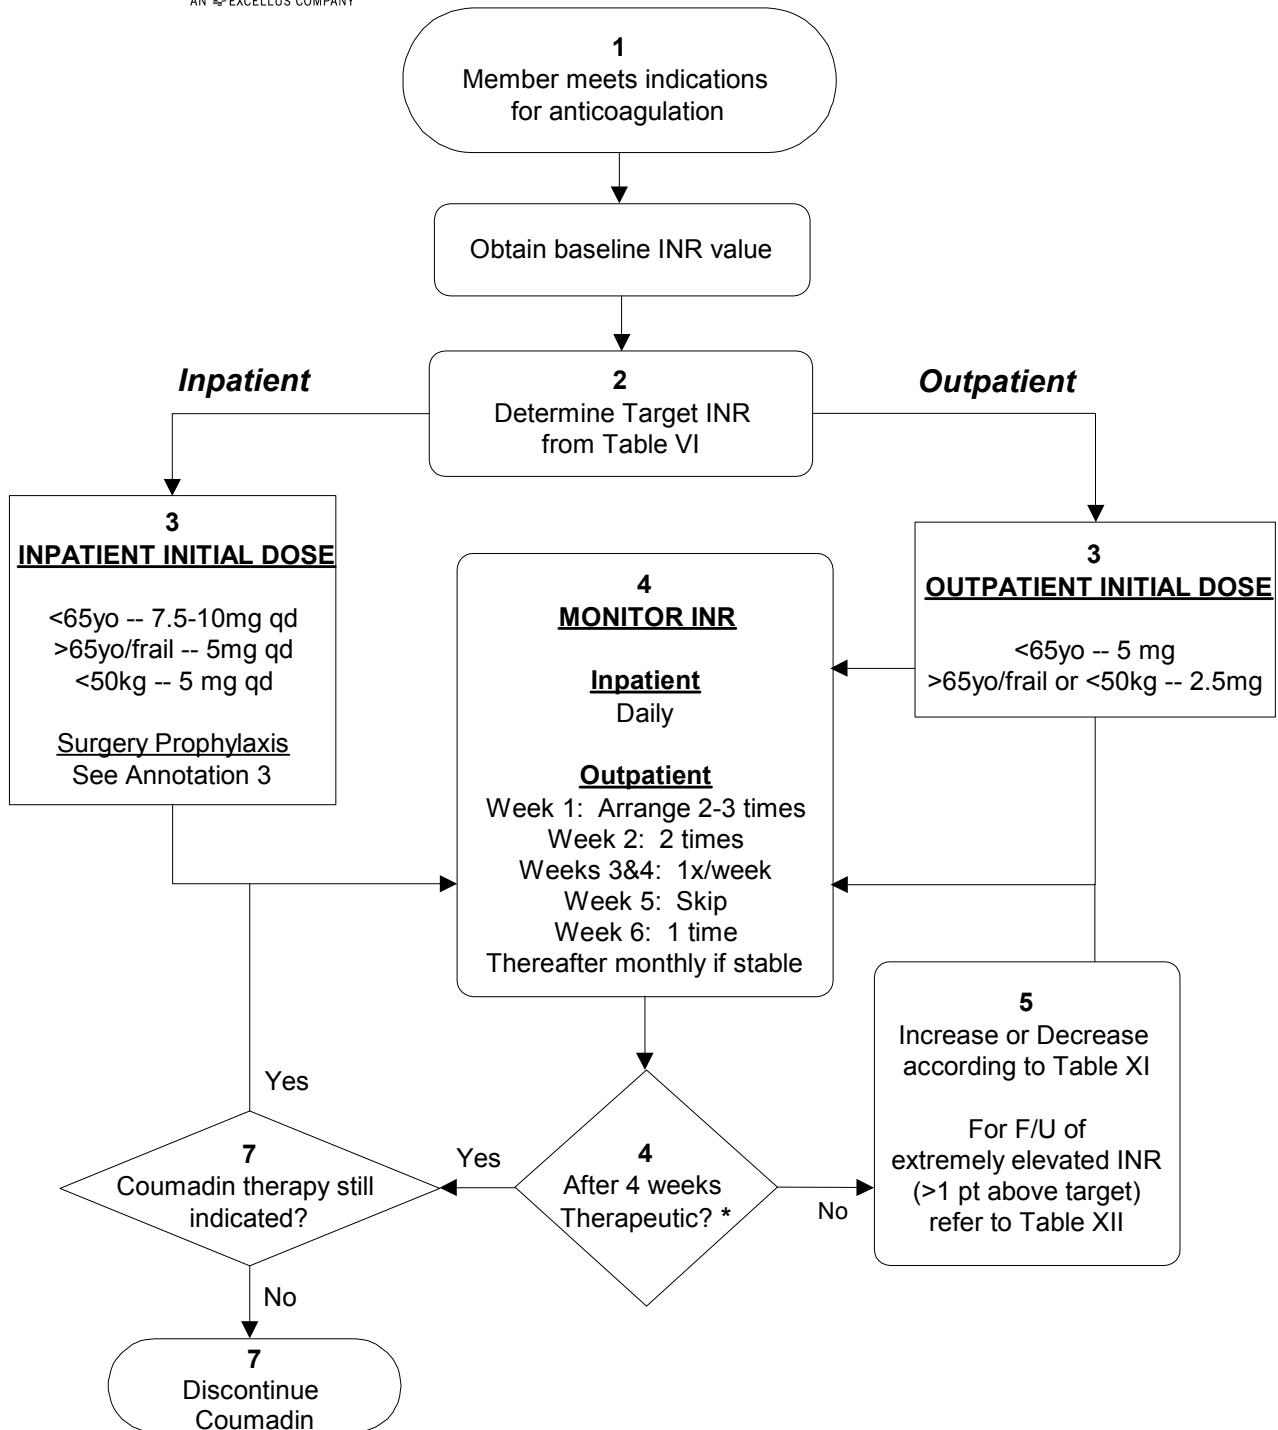 AN EXCELLUS COMPANY
1
Member meets indications
for anticoagulation
Obtain baseline INR value
Inpatient
2
Determine Target INR
from Table VI
Outpatient
3
INPATIENT INITIAL DOSE
<65yo -- 7.5-10mg qd
>65yo/frail -- 5mg qd
<50kg -- 5 mg qd
Surgery Prophylaxis
See Annotation 3
3
OUTPATIENT INITIAL DOSE
<65yo -- 5 mg
>65yo/frail or <50kg -- 2.5mg
4
MONITOR INR
Inpatient
Daily
Outpatient
Week 1:  Arrange 2-3 times
Week 2:  2 times
Weeks 3&4:  1x/week
Week 5:  Skip
Week 6:  1 time
Thereafter monthly if stable
5
Increase or Decrease
according to Table XI
For F/U of
extremely elevated INR
(>1 pt above target)
refer to Table XII
4
After 4 weeks
Therapeutic? *
No
Yes
7
Coumadin therapy still
indicated?
Yes
No
7
Discontinue
Coumadin